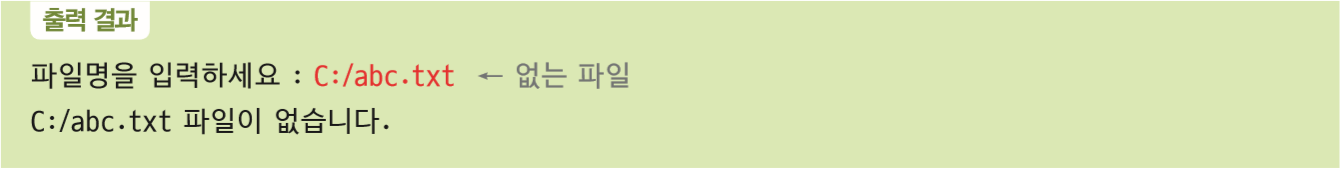 출력 결과
파일명을 입력하세요 : C:/abc.txt ← 없는 파일
C:/abc.txt 파일이 없습니다.